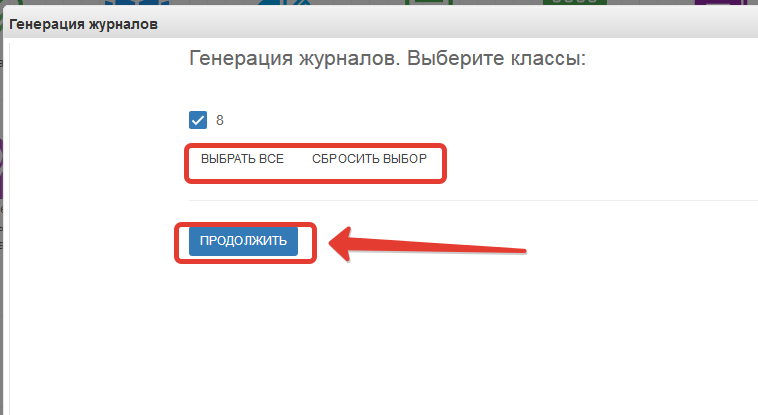 Генерация журналов
Генерация журналов. Выберите классы:
8
ВЫБРАТЬ ВСЕ СБРОСИТЬ ВЫБОР
ПРОДОЛЖИТЬ